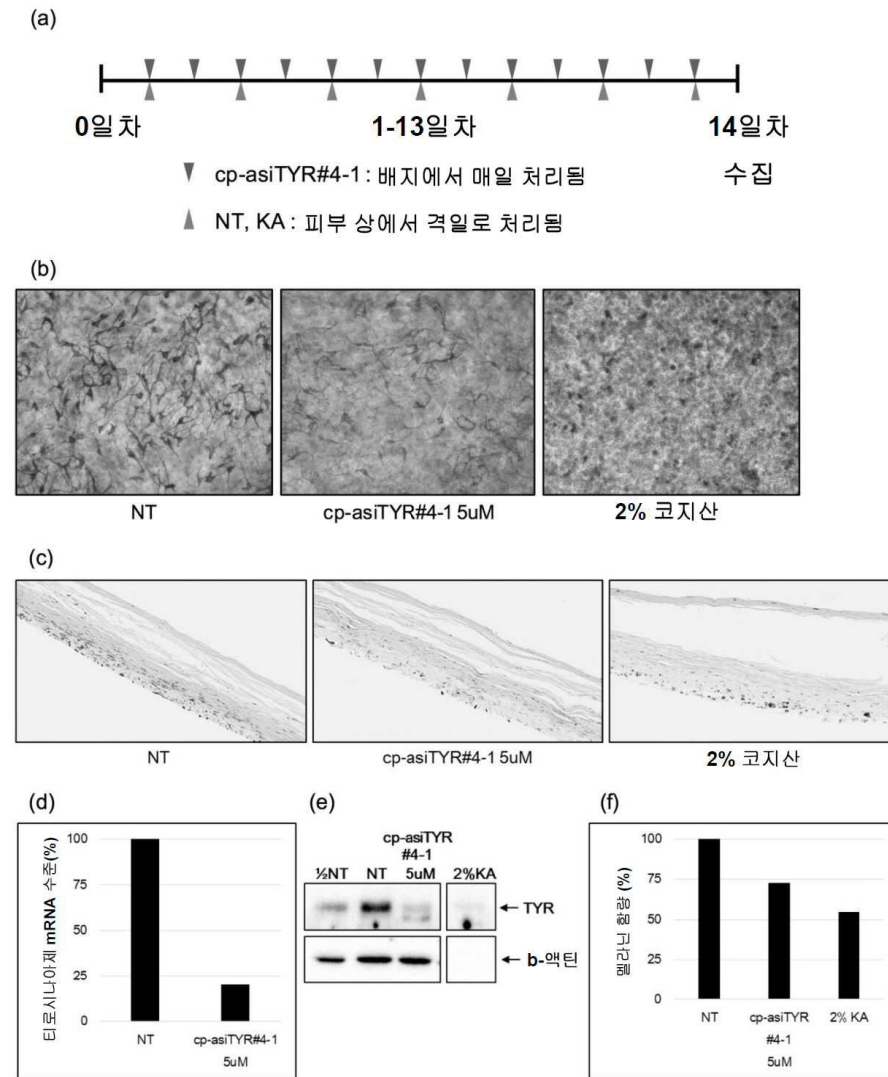 (a)
0일차 1-13일차 14일차
cp-asiTYR#4-1 : 배지에서 매일 처리됨 수집
NT, KA : 피부 상에서 격일로 처리됨
(b)
NT cp-asiTYR#4-1 5uM 2% 코지산
(c)
NT cp-asiTYR#4-1 5uM 2% 코지산
(d)
티로시나아제 mRNA 수준(%)
100
75
50
25
0
NT cp-asiTYR#4-1
5uM
(e)
cp-asiTYR
#4-1
½NT NT 5uM 2%KA
TYR
b-액틴
(f)
멜라닌 함량 (%)
100
75
50
25
0
NT cp-asiTYR 2% KA
#4-1
5uM